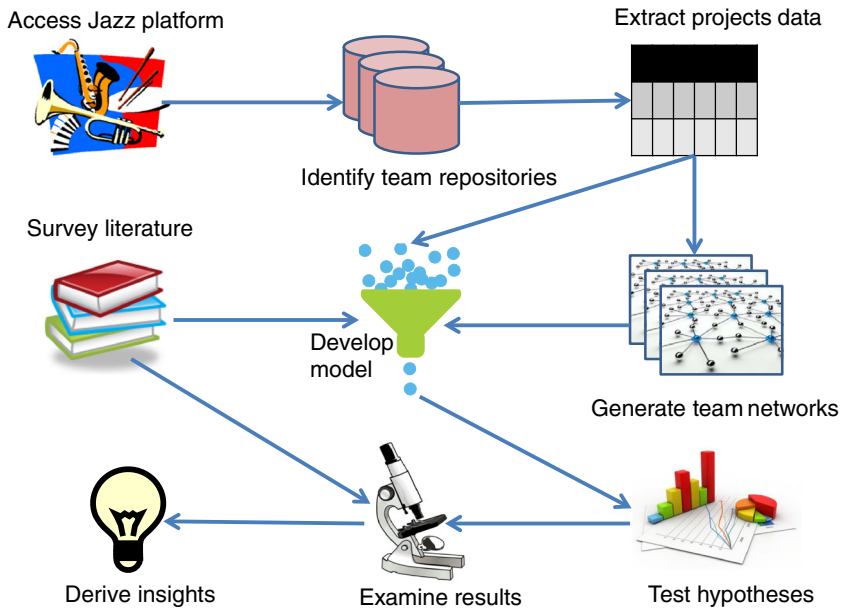 Access Jazz platform
Extract projects data
Identify team repositories
Survey literature
Develop
model
Generate team networks
Derive insights
Examine results
Test hypotheses